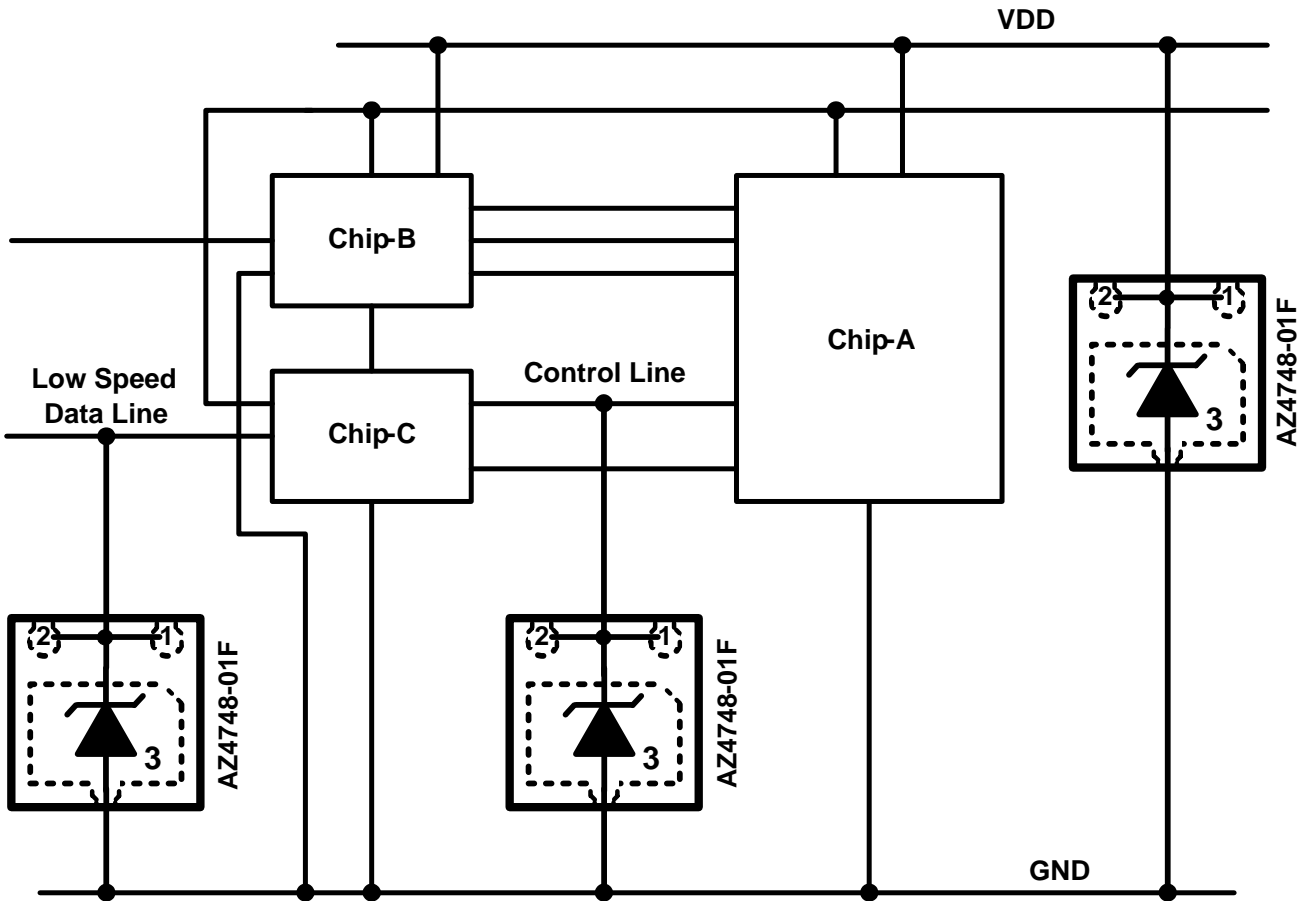 VDD
Chip-B
Chip-A
2
1
3
AZ4748-01F
Low Speed
Data Line
Control Line
Chip-C
2
1
3
AZ4748-01F
2
1
3
AZ4748-01F
GND